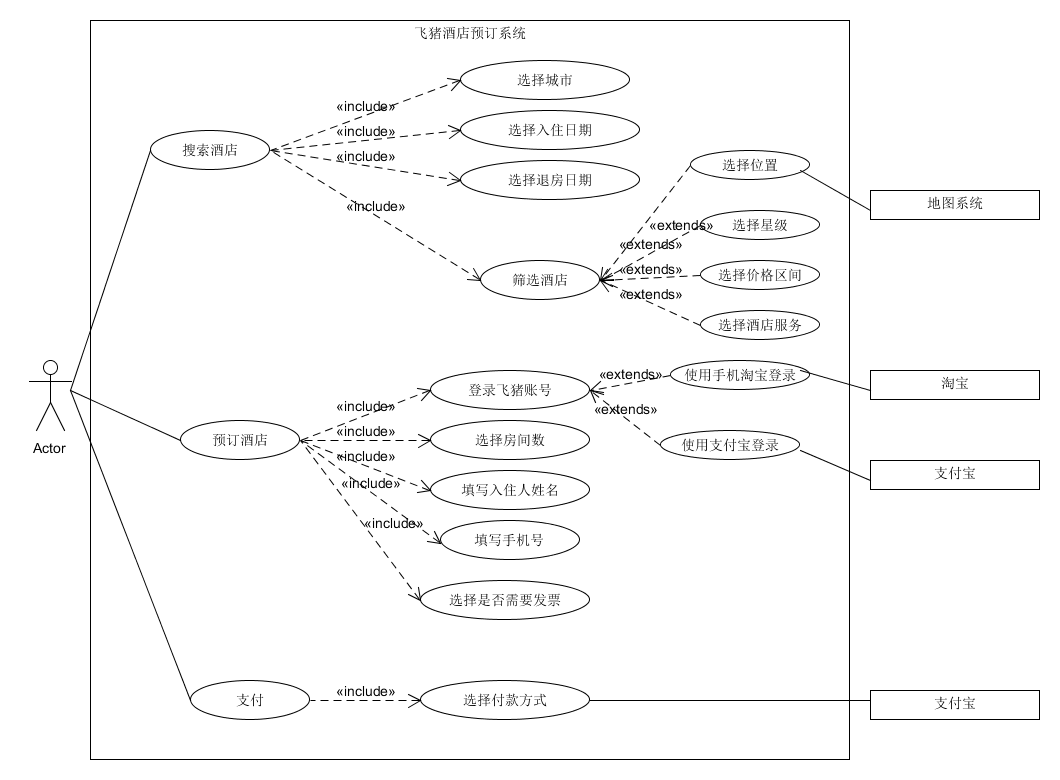 飞猪酒店预订系统
选择城市
«include»
选择入住日期
«include»
搜索酒店
«include»
选择退房日期
选择位置
«include»
地图系统
«extends»
选择星级
«extends»
«extends»
选择价格区间
筛选酒店
«extends»
选择酒店服务
«extends»
使用手机淘宝登录
淘宝
登录飞猪账号
«include»
«extends»
Actor
预订酒店
«include»
选择房间数
使用支付宝登录
«include»
支付宝
«include»
填写入住人姓名
«include»
填写手机号
选择是否需要发票
支付
«include»
选择付款方式
支付宝